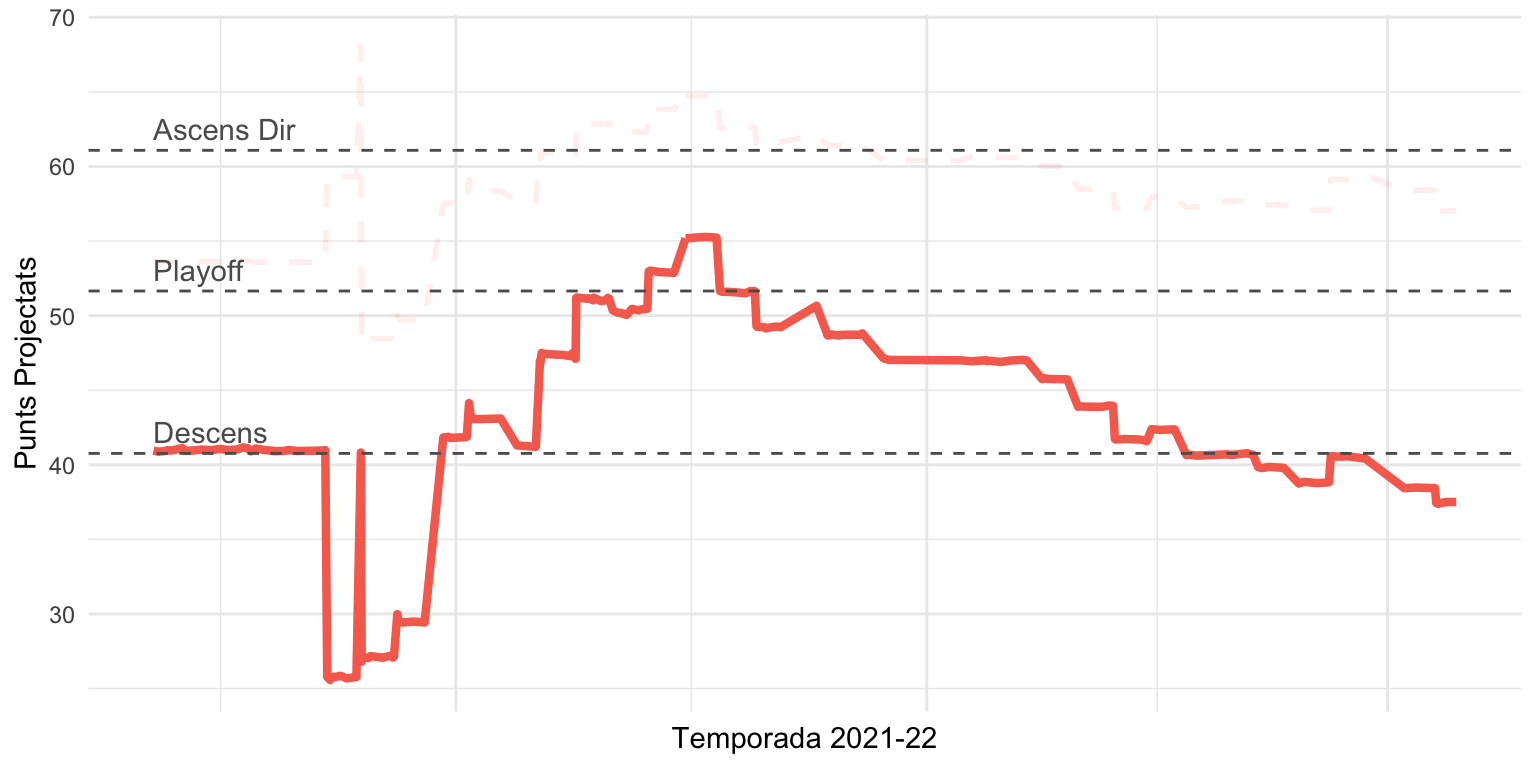 70
Ascens Dir
60
Playoff
50
Descens
40
30
Punts Projectats
Temporada 2021-22